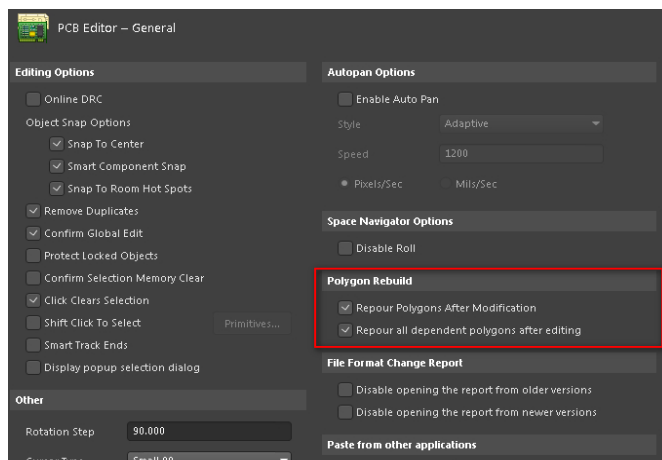 PCB Editor – General
Editing Options
Online DRC
Object Snap Options
Snap To Center
Smart Component Snap
Snap To Room Hot Spots
Remove Duplicates
Confirm Global Edit
Protect Locked Objects
Confirm Selection Memory Clear
Click Clears Selection
Shift Click To Select
Primitives...
Smart Track Ends
Display popup selection dialog
Other
Rotation Step
90.000
Autopan Options
Enable Auto Pan
Style
Adaptive
Speed
1200
Pixels/Sec
Mils/Sec
Space Navigator Options
Disable Roll
Polygon Rebuild
Repour Polygons After Modification
Repour all dependent polygons after editing
File Format Change Report
Disable opening the report from older versions
Disable opening the report from newer versions
Paste from other applications